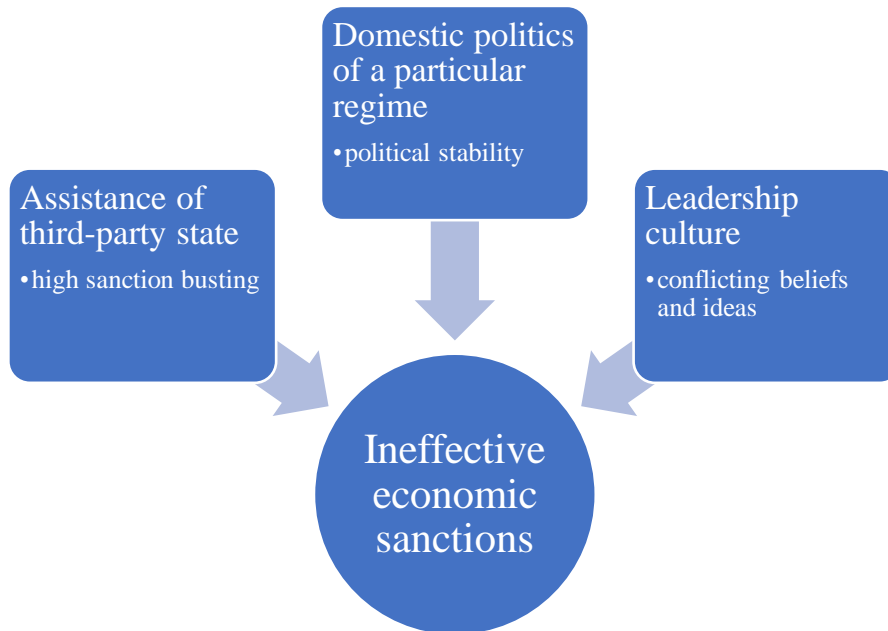 Domestic politics
of a particular
regime
•political stability
Assistance of
third-party state
•high sanction busting
Leadership
culture
•conflicting beliefs
and ideas
Ineffective
economic
sanctions